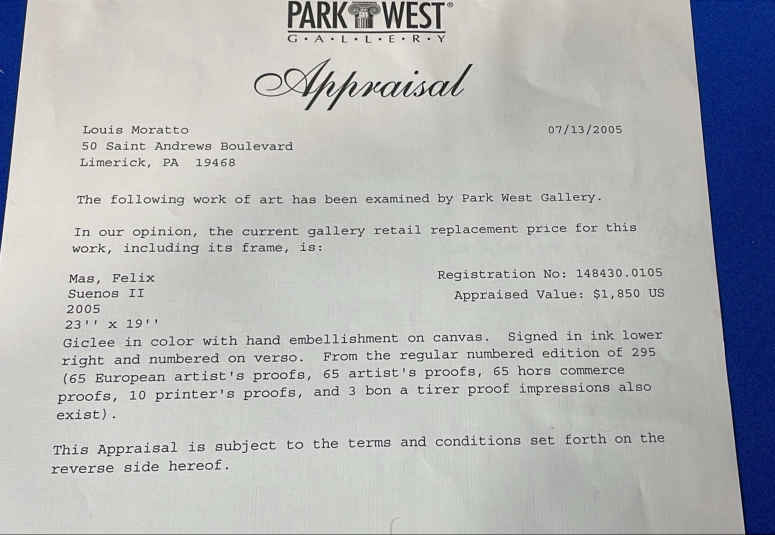 PARK WEST®
G·A·L·L·E·R·Y
Appraisal
Louis Moratto 07/13/2005
50 Saint Andrews Boulevard
Limerick, PA 19468
The following work of art has been examined by Park West Gallery.
In our opinion, the current gallery retail replacement price for this
work, including its frame, is:
Mas, Felix Registration No: 148430.0105
Suenos II Appraised Value: $1,850 US
2005
23'' x 19''
Giclee in color with hand embellishment on canvas. Signed in ink lower
right and numbered on verso. From the regular numbered edition of 295
(65 European artist's proofs, 65 artist's proofs, 65 hors commerce
proofs, 10 printer's proofs, and 3 bon a tirer proof impressions also
exist).
This Appraisal is subject to the terms and conditions set forth on the
reverse side hereof.